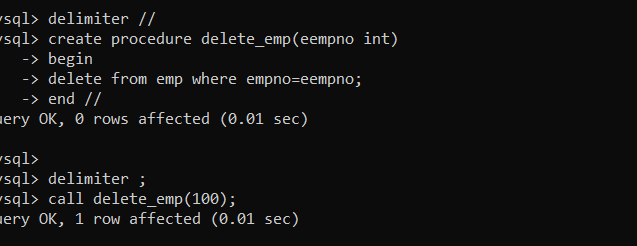 ysql> delimiter //
ysql> create procedure delete_emp(eempno int)
-> begin
-> delete from emp where empno=eempno;
-> end //
uery OK, 0 rows affected (0.01 sec)
ysql>
ysql> delimiter ;
ysql> call delete_emp(100);
uery OK, 1 row affected (0.01 sec)